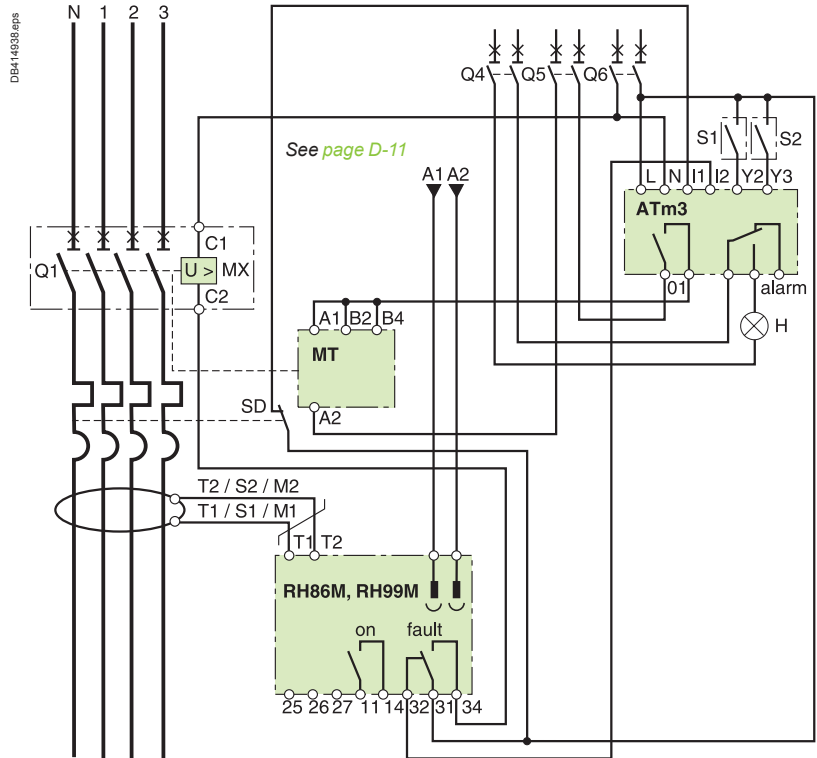 DB414938.eps
N 1 2 3
Q4 Q5 Q6
See page D-11
S1 S2
A1 A2
L N I1 I2 Y2 Y3
ATm3
C1
Q1 U > MX
C2
01 alarm
H
A1 B2 B4
MT
SD
A2
T2 / S2 / M2
T1 / S1 / M1
T1 T2
RH86M, RH99M
on fault
25 26 27 11 14 32 31 34